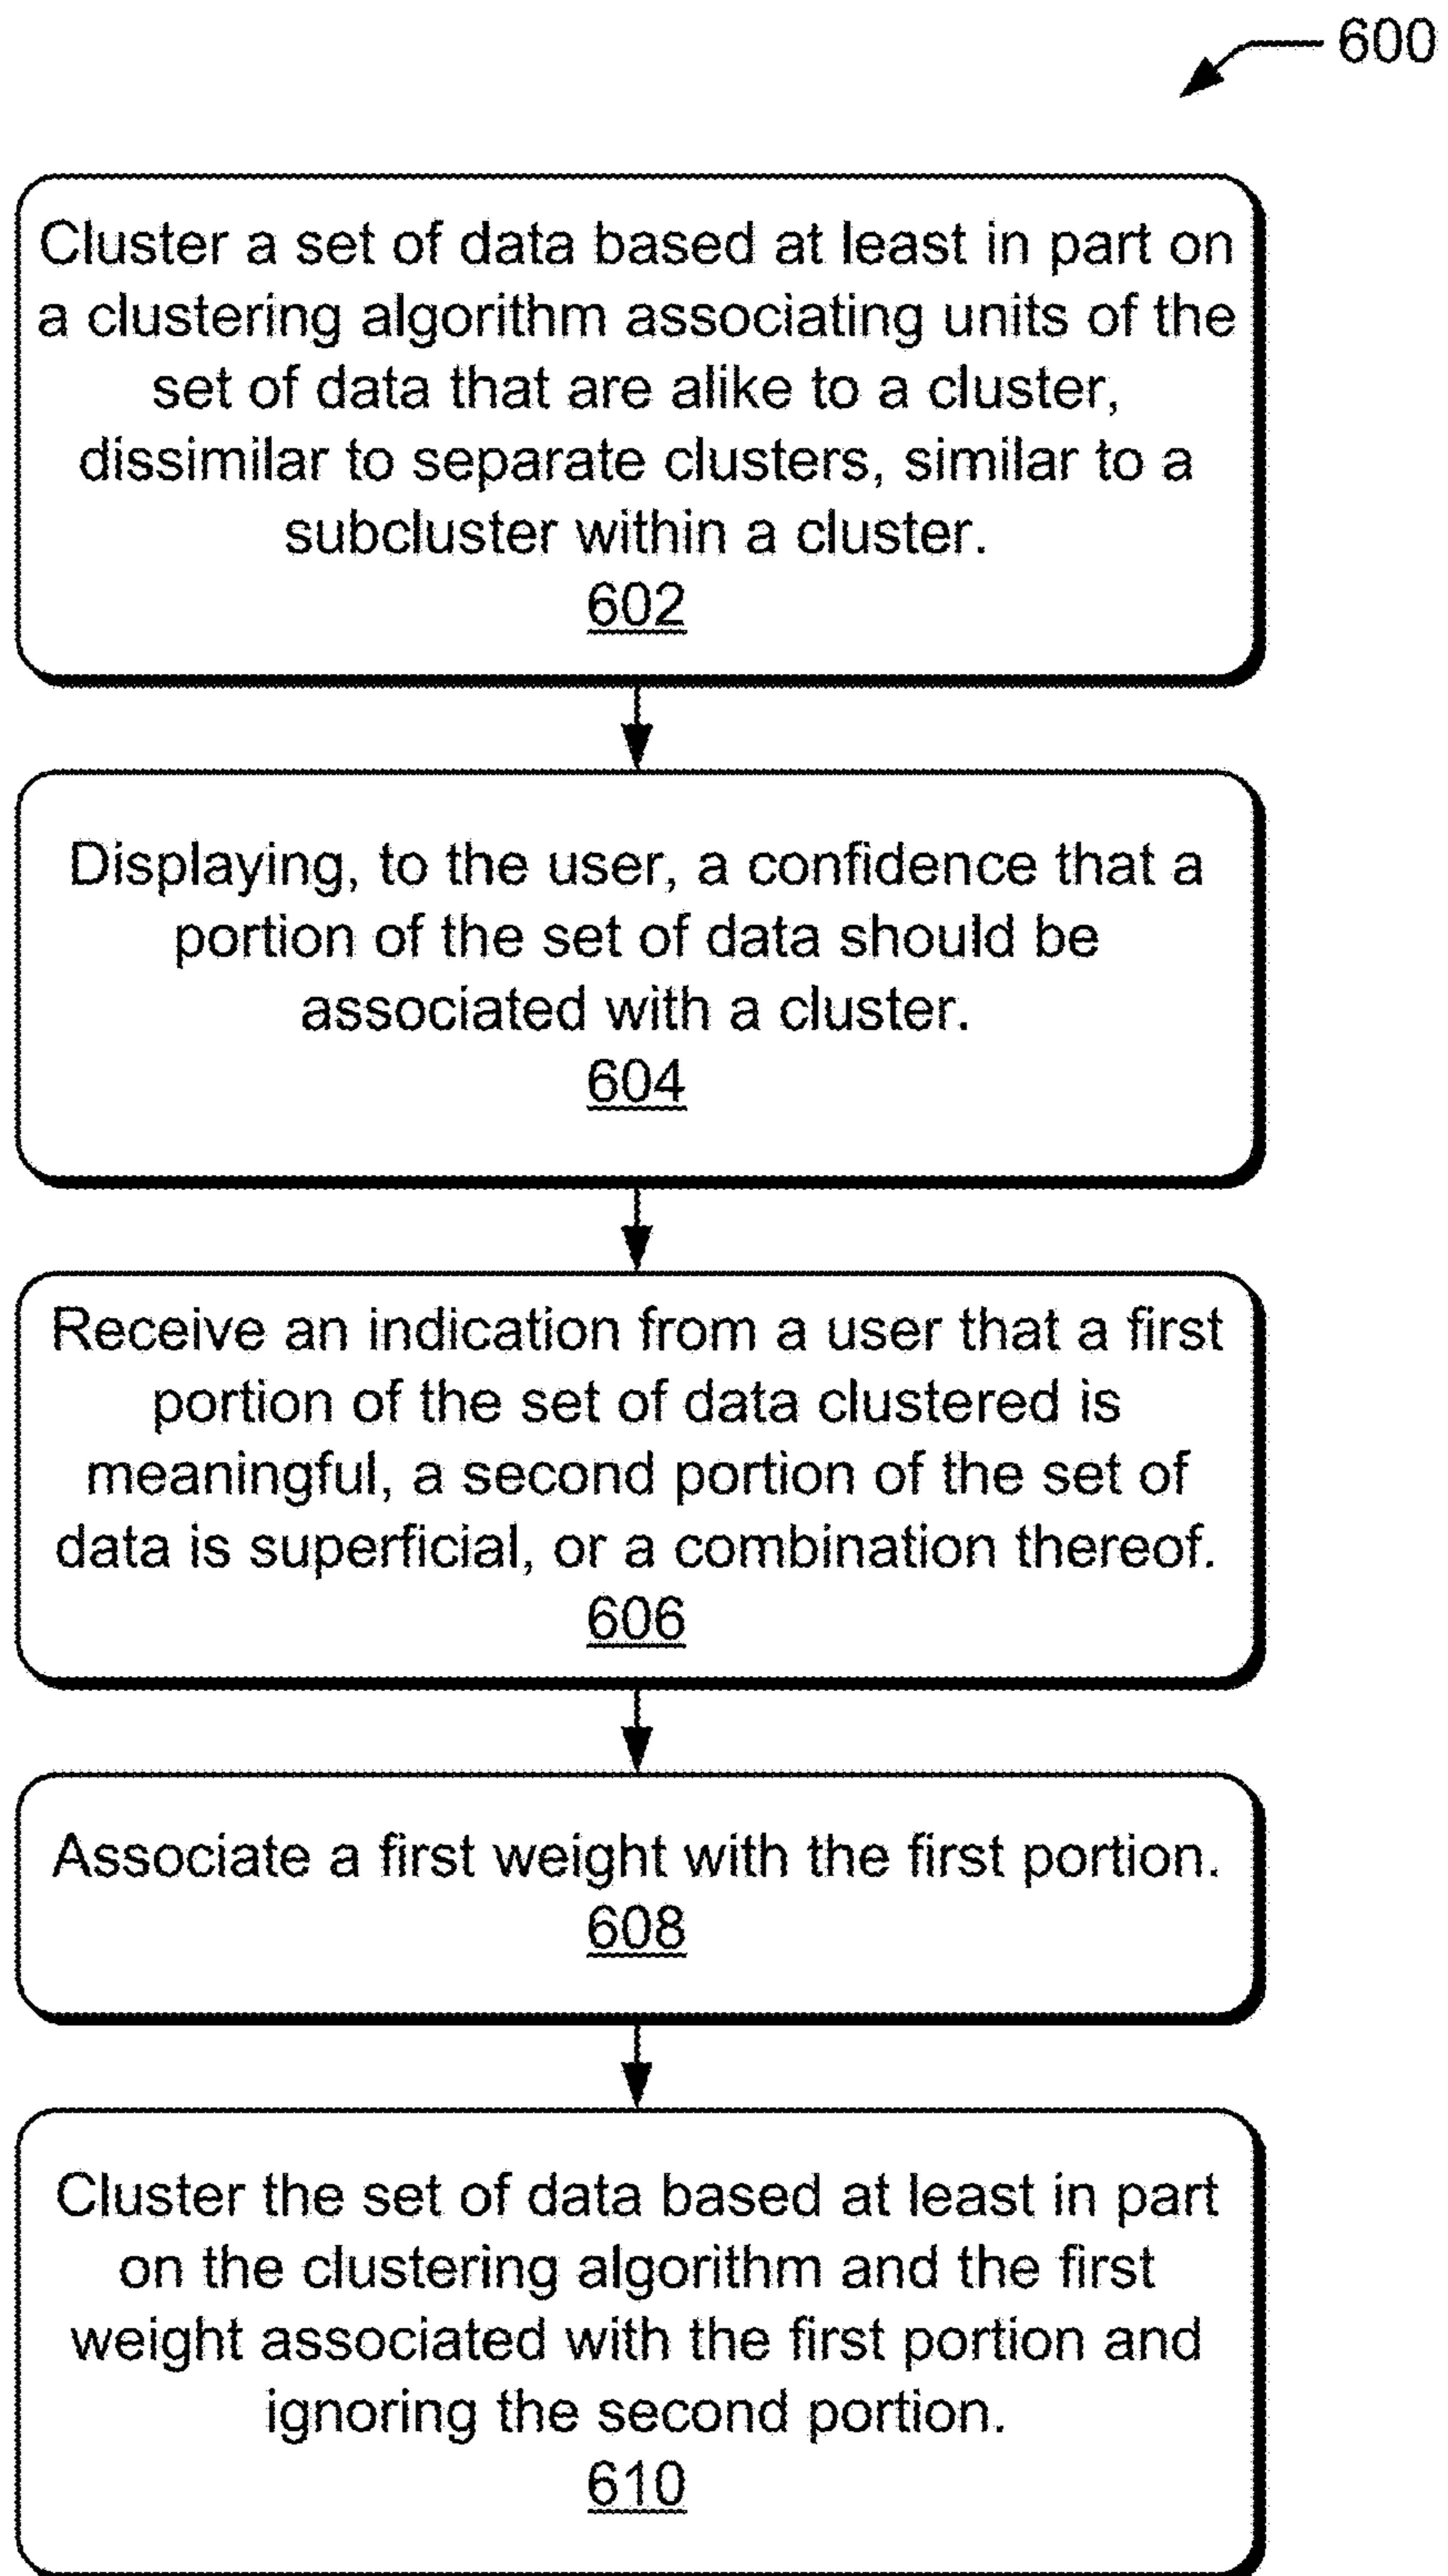 600
Cluster a set of data based at least in part on
a clustering algorithm associating units of the
set of data that are alike to a cluster,
dissimilar to separate clusters, similar to a
subcluster within a cluster.
602
Displaying, to the user, a confidence that a
portion of the set of data should be
associated with a cluster.
604
Receive an indication from a user that a first
portion of the set of data clustered is
meaningful, a second portion of the set of
data is superficial, or a combination thereof.
606
Associate a first weight with the first portion.
608
Cluster the set of data based at least in part
on the clustering algorithm and the first
weight associated with the first portion and
ignoring the second portion.
610